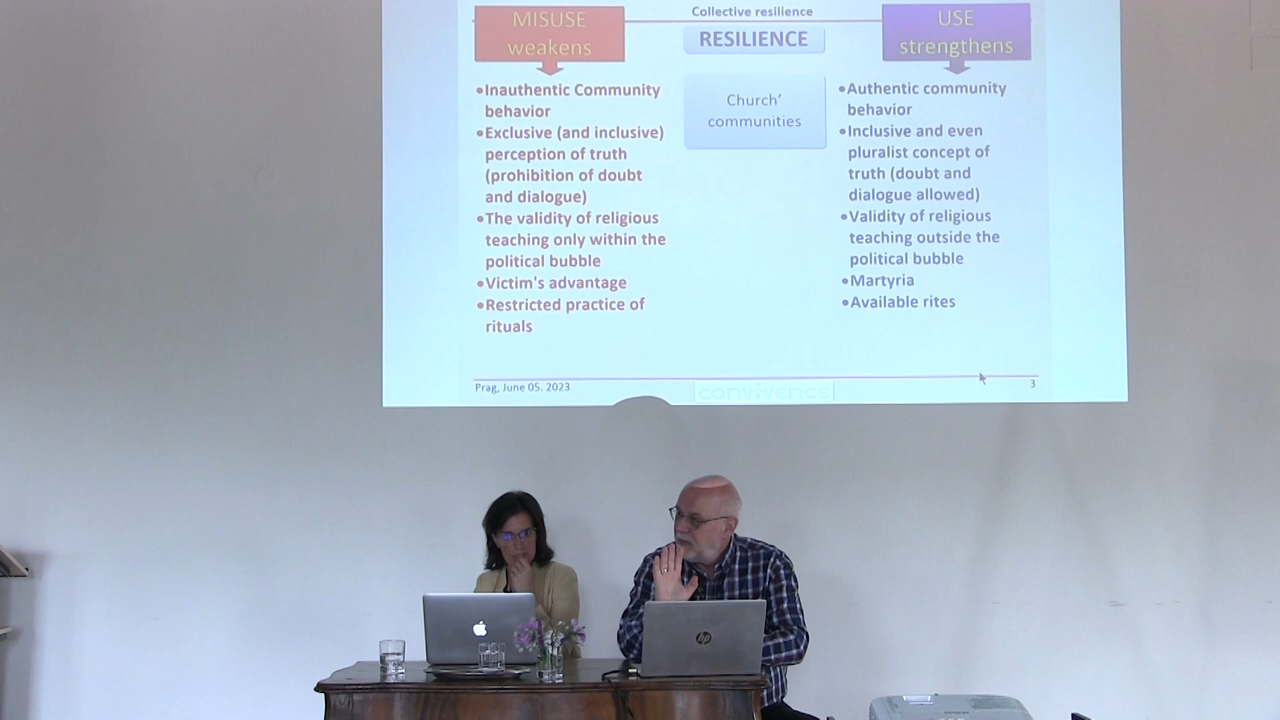 Collective resilience
MISUSE
weakens
RESILIENCE
USE
strengthens
•Inauthentic Community
behavior
•Exclusive (and inclusive)
perception of truth
(prohibition of doubt
and dialogue)
•The validity of religious
teaching only within the
political bubble
•Victim's advantage
•Restricted practice of
rituals
Church’
communities
•Authentic community
behavior
•Inclusive and even
pluralist concept of
truth (doubt and
dialogue allowed)
•Validity of religious
teaching outside the
political bubble
•Martyria
•Available rites
Prag, June 05. 2023
convivence
3
hp